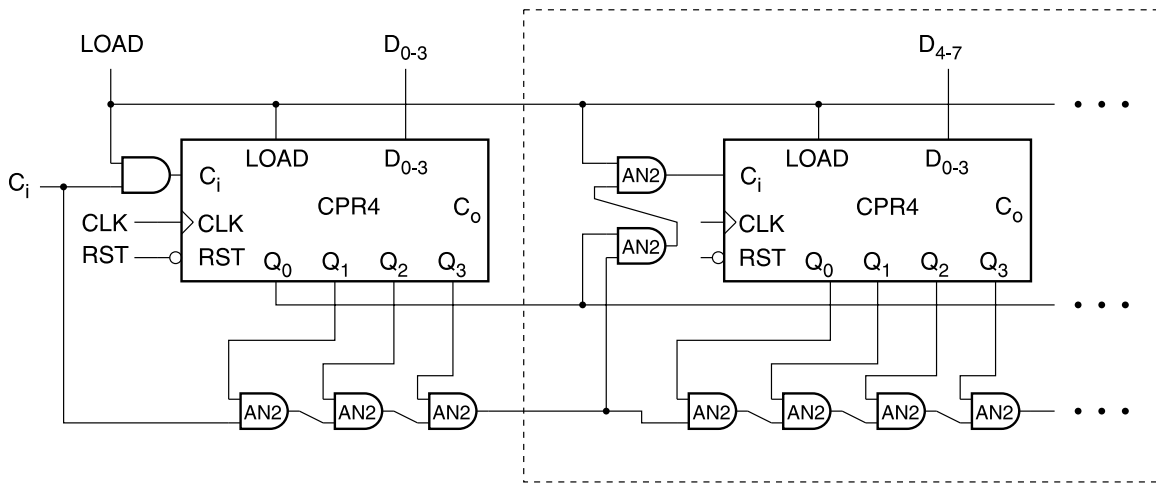 LOAD D₀₋₃ D₄₋₇
LOAD D₀₋₃ LOAD D₀₋₃
Cᵢ Cᵢ AN2 Cᵢ
CPR4 Cₒ CPR4 Cₒ
CLK CLK CLK
AN2
RST RST RST
Q₀ Q₁ Q₂ Q₃ Q₀ Q₁ Q₂ Q₃
AN2 AN2 AN2 AN2 AN2 AN2 AN2